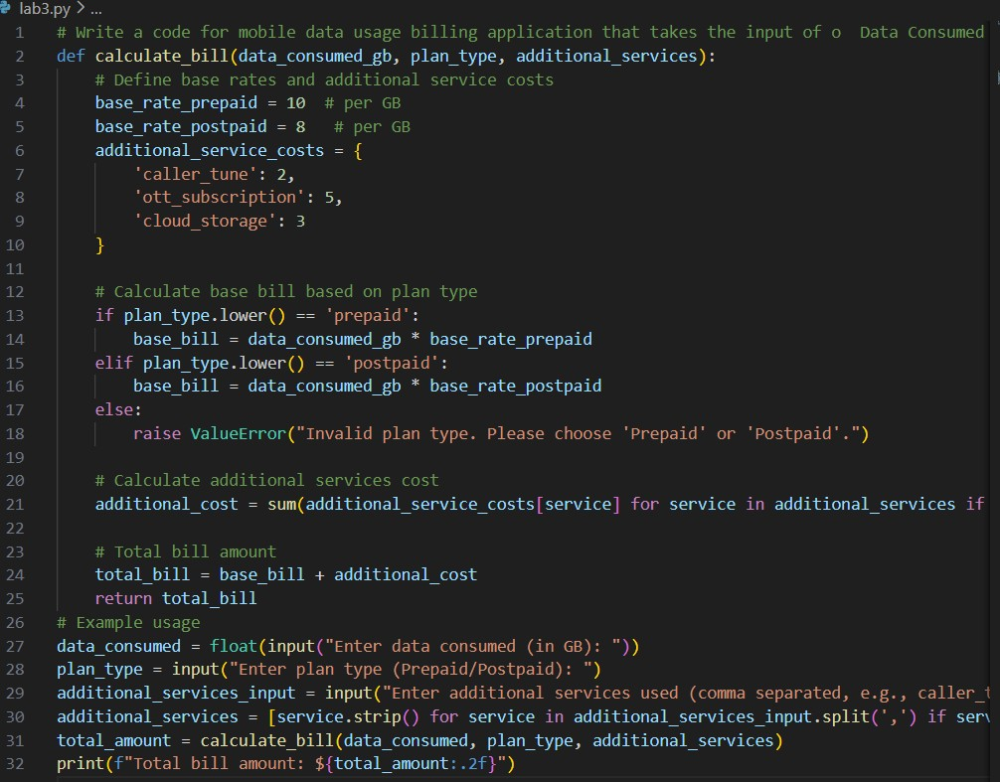 lab3.py > ...
1 # Write a code for mobile data usage billing application that takes the input of o  Data Consumed
2 def calculate_bill(data_consumed_gb, plan_type, additional_services):
3     # Define base rates and additional service costs
4     base_rate_prepaid = 10  # per GB
5     base_rate_postpaid = 8   # per GB
6     additional_service_costs = {
7         'caller_tune': 2,
8         'ott_subscription': 5,
9         'cloud_storage': 3
10     }
11
12     # Calculate base bill based on plan type
13     if plan_type.lower() == 'prepaid':
14         base_bill = data_consumed_gb * base_rate_prepaid
15     elif plan_type.lower() == 'postpaid':
16         base_bill = data_consumed_gb * base_rate_postpaid
17     else:
18         raise ValueError("Invalid plan type. Please choose 'Prepaid' or 'Postpaid'.")
19
20     # Calculate additional services cost
21     additional_cost = sum(additional_service_costs[service] for service in additional_services if
22
23     # Total bill amount
24     total_bill = base_bill + additional_cost
25     return total_bill
26 # Example usage
27 data_consumed = float(input("Enter data consumed (in GB): "))
28 plan_type = input("Enter plan type (Prepaid/Postpaid): ")
29 additional_services_input = input("Enter additional services used (comma separated, e.g., caller_t
30 additional_services = [service.strip() for service in additional_services_input.split(',') if serv
31 total_amount = calculate_bill(data_consumed, plan_type, additional_services)
32 print(f"Total bill amount: ${total_amount:.2f}")